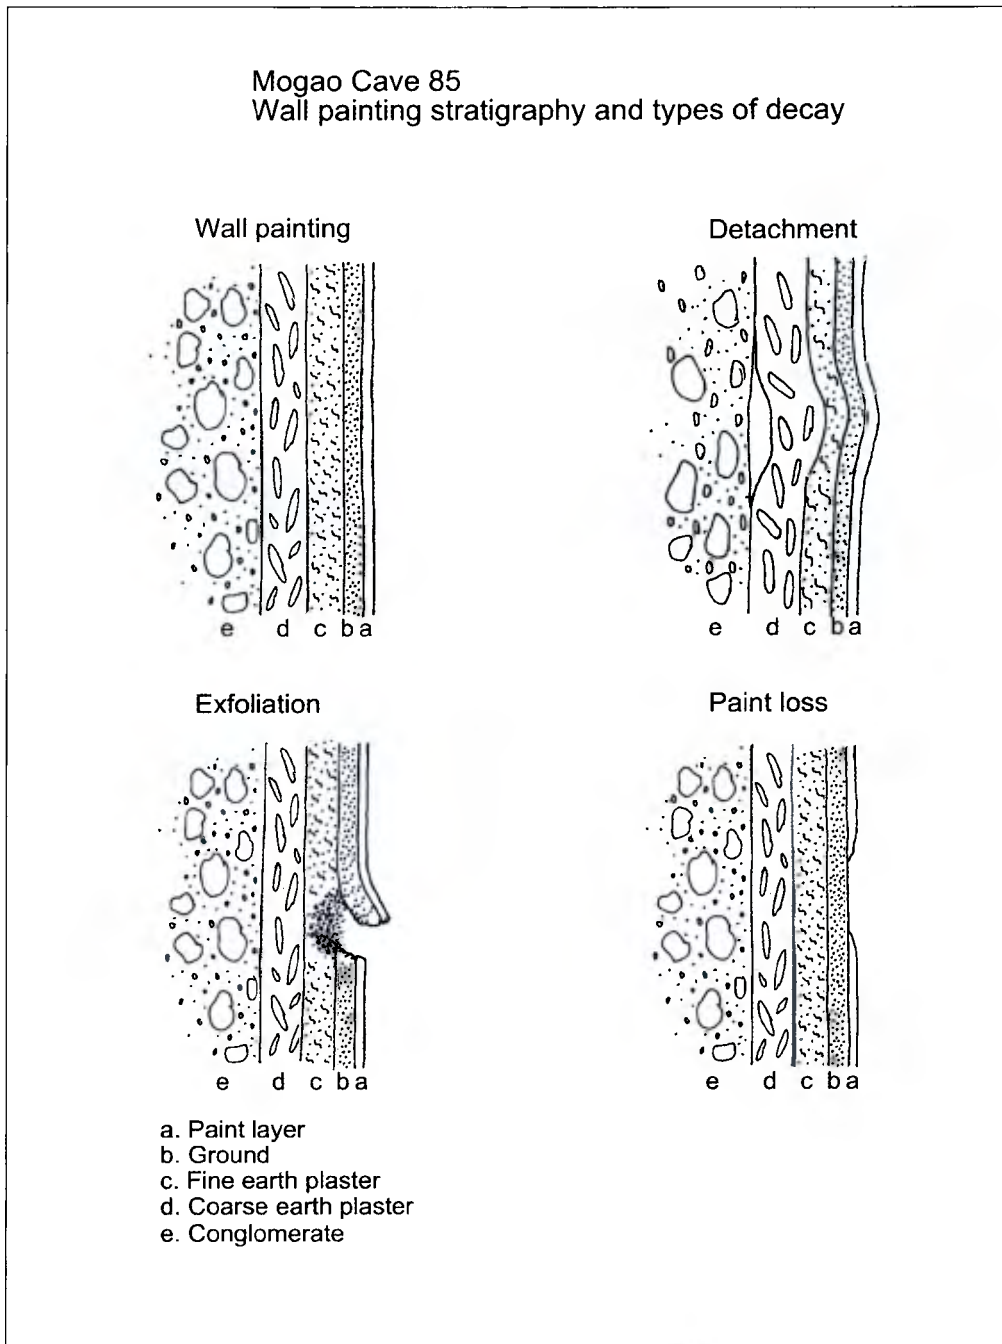 Mogao Cave 85
Wall painting stratigraphy and types of decay
Wall painting
Detachment
e d c b a
e d c b a
Exfoliation
Paint loss
e d c b a
e d c b a
a. Paint layer
b. Ground
c. Fine earth plaster
d. Coarse earth plaster
e. Conglomerate